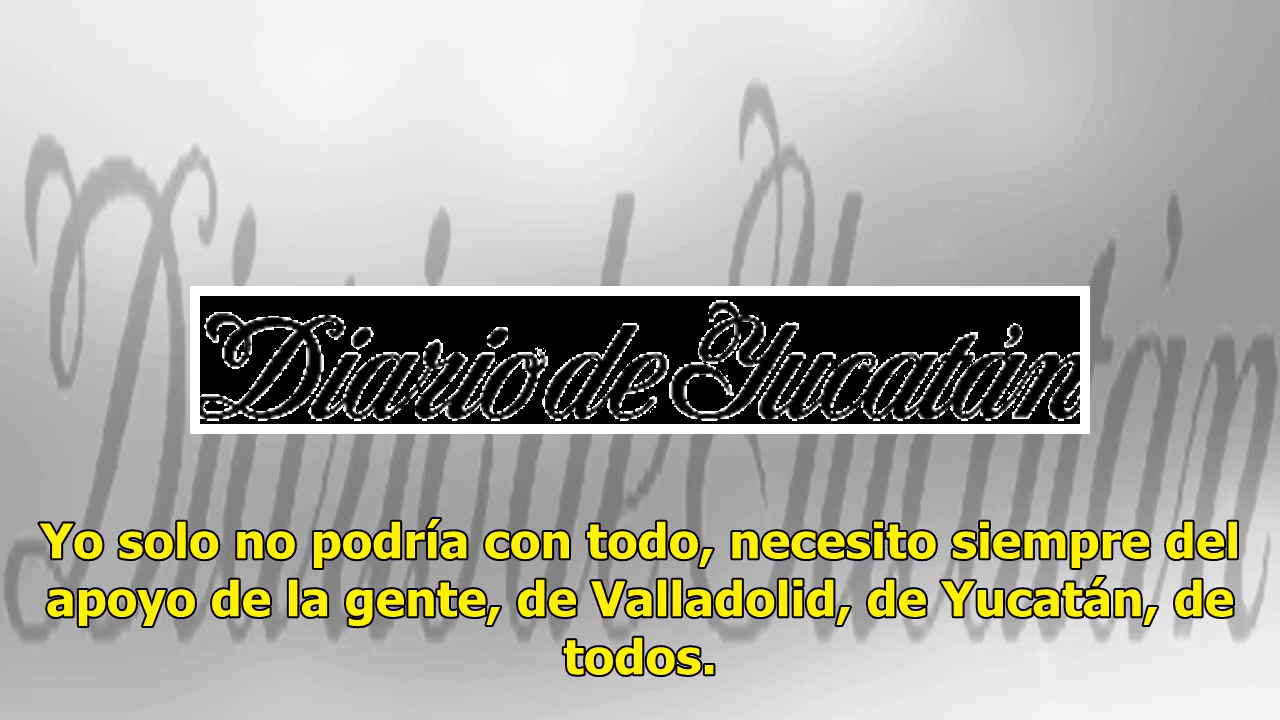 Diario de Yucatán
Yo solo no podría con todo, necesito siempre del
apoyo de la gente, de Valladolid, de Yucatán, de
todos.